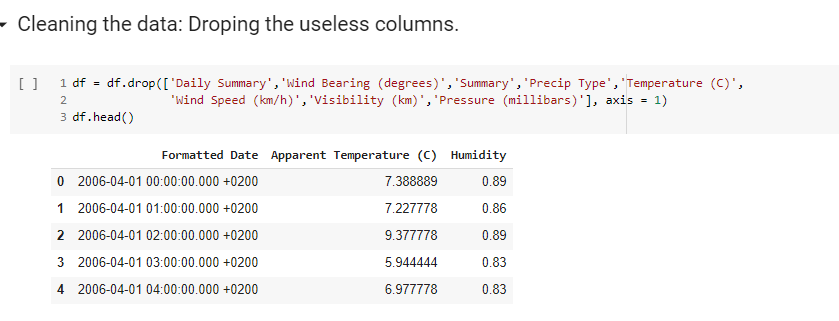 Cleaning the data: Droping the useless columns.
[ ] 1 df = df.drop(['Daily Summary','Wind Bearing (degrees)','Summary','Precip Type','Temperature (C)',
2 'Wind Speed (km/h)','Visibility (km)','Pressure (millibars)'], axis = 1)
3 df.head()
Formatted Date Apparent Temperature (C) Humidity
0 2006-04-01 00:00:00.000 +0200 7.388889 0.89
1 2006-04-01 01:00:00.000 +0200 7.227778 0.86
2 2006-04-01 02:00:00.000 +0200 9.377778 0.89
3 2006-04-01 03:00:00.000 +0200 5.944444 0.83
4 2006-04-01 04:00:00.000 +0200 6.977778 0.83